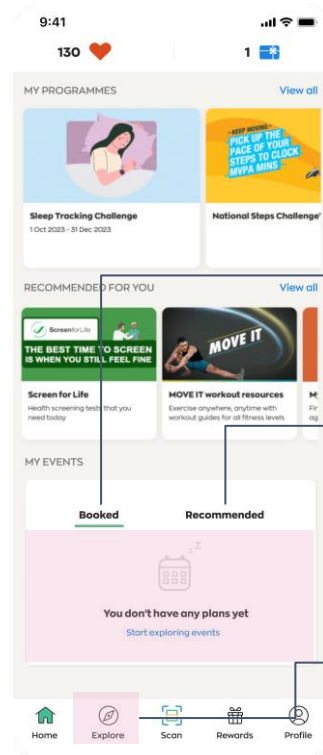 9:41
130
1
MY PROGRAMMES
View all
-KEEP MOVING-
PICK UP THE
PACE OF YOUR
STEPS TO CLOCK
MVPA MINS
Sleep Tracking Challenge
1 Oct 2023 - 31 Dec 2023
National Steps Challenge
RECOMMENDED FOR YOU
View all
ScreenforLife
THE BEST TIME TO SCREEN
IS WHEN YOU STILL FEEL FINE
MOVE IT
Screen for Life
Health screening tests that you
need today
MOVE IT workout resources
Exercise anywhere, anytime with
workout guides for all fitness levels
MY EVENTS
Booked
Recommended
z Z
You don't have any plans yet
Start exploring events
Home
Explore
Scan
Rewards
Profile